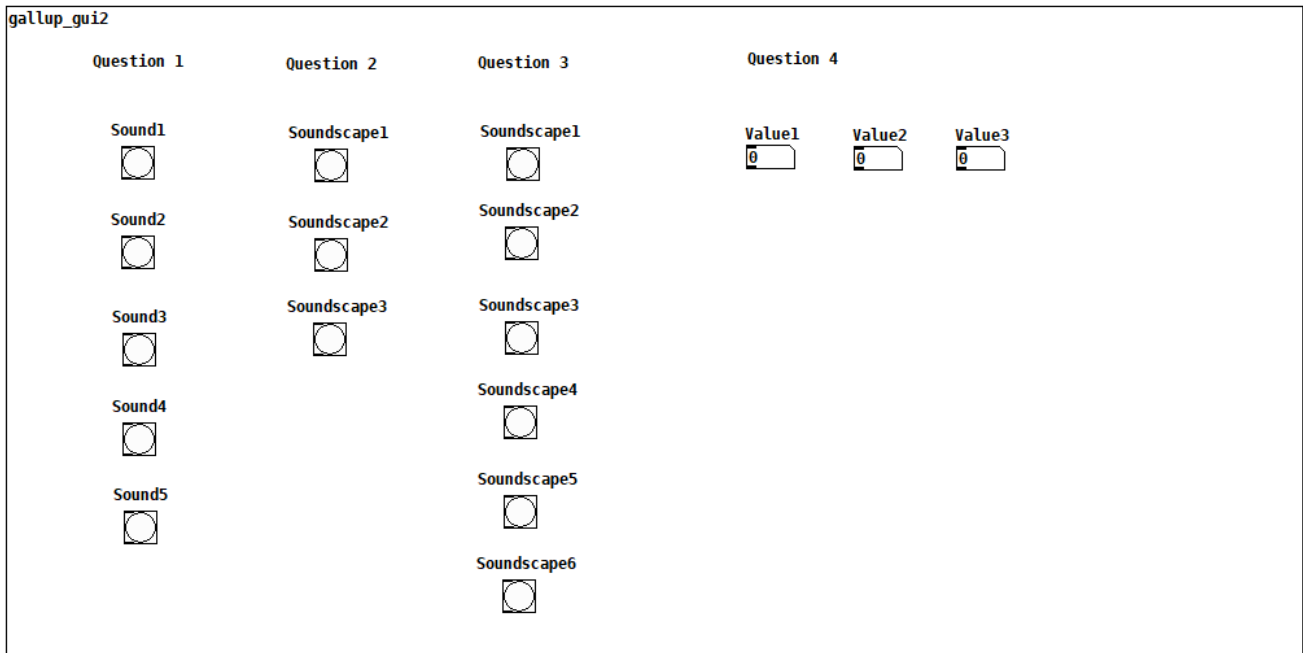 gallup_gui2
Question 1
Sound1
Sound2
Sound3
Sound4
Sound5
Question 2
Soundscape1
Soundscape2
Soundscape3
Question 3
Soundscape1
Soundscape2
Soundscape3
Soundscape4
Soundscape5
Soundscape6
Question 4
Value1 Value2 Value3
0 0 0